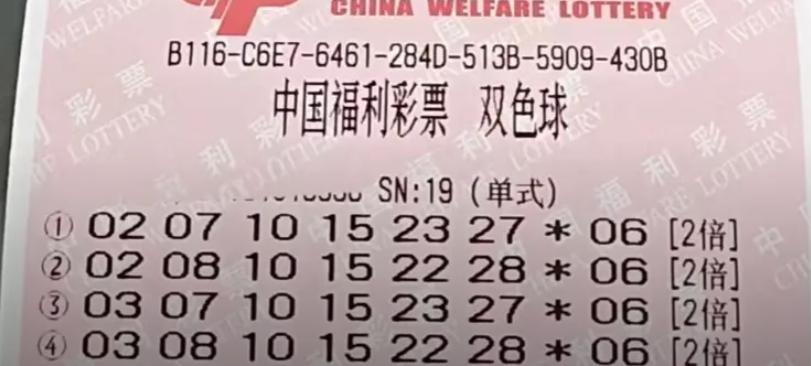 CHINA WELFARE LOTTERY
B116-C6E7-6461-284D-513B-5909-430B
中国福利彩票 双色球
SN:19 (单式)
① 02 07 10 15 23 27 * 06 [2倍]
② 02 08 10 15 22 28 * 06 [2倍]
③ 03 07 10 15 23 27 * 06 [2倍]
④ 03 08 10 15 22 28 * 06 [2倍]